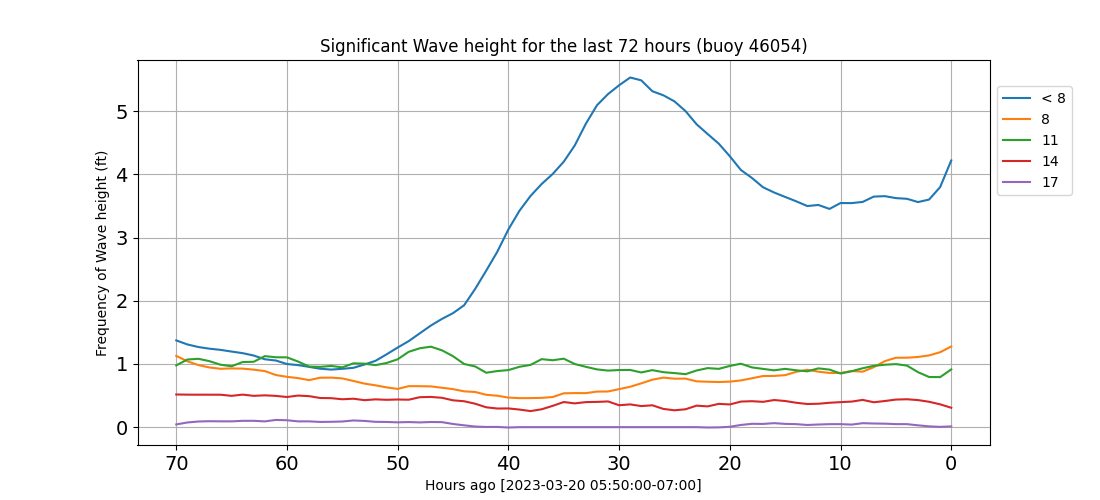 Significant Wave height for the last 72 hours (buoy 46054)
Frequency of Wave height (ft)
5
4
3
2
1
0
70 60 50 40 30 20 10 0
Hours ago [2023-03-20 05:50:00-07:00]
< 8
8
11
14
17